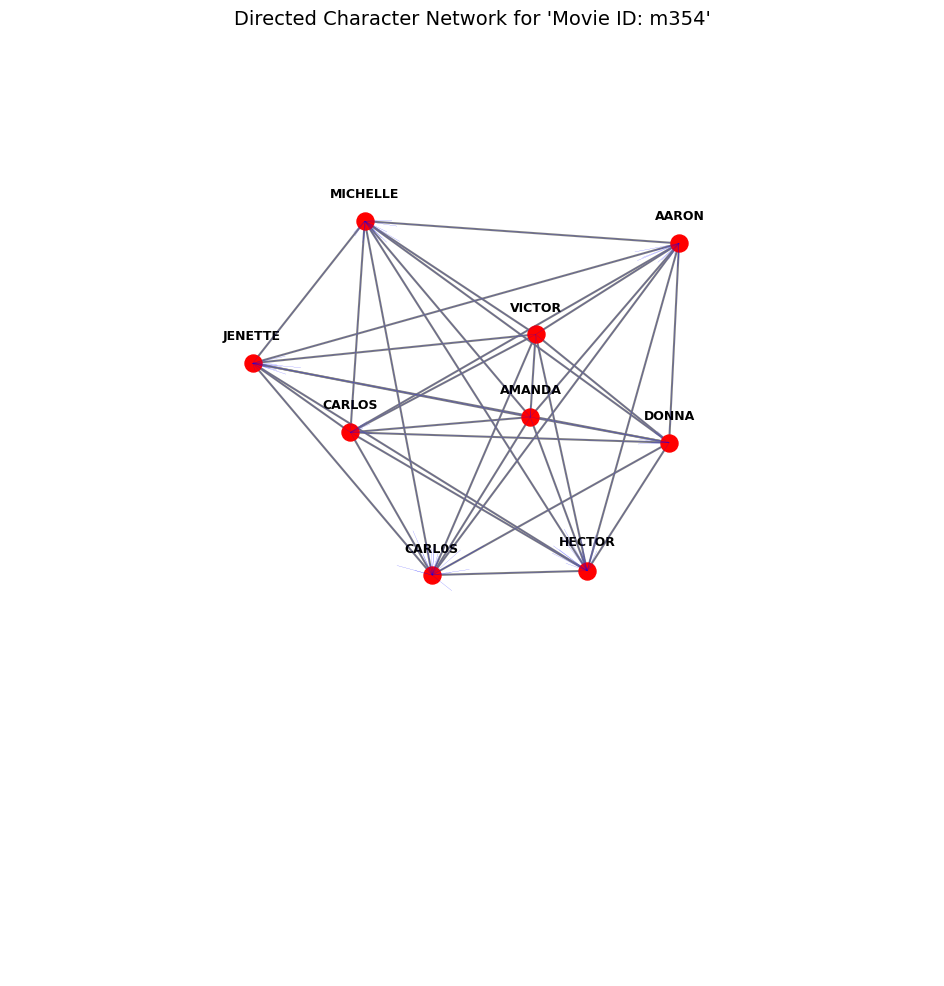 Directed Character Network for 'Movie ID: m354'
MICHELLE
AARON
VICTOR
JENETTE
AMANDA
CARLOS
DONNA
HECTOR
CARL0S